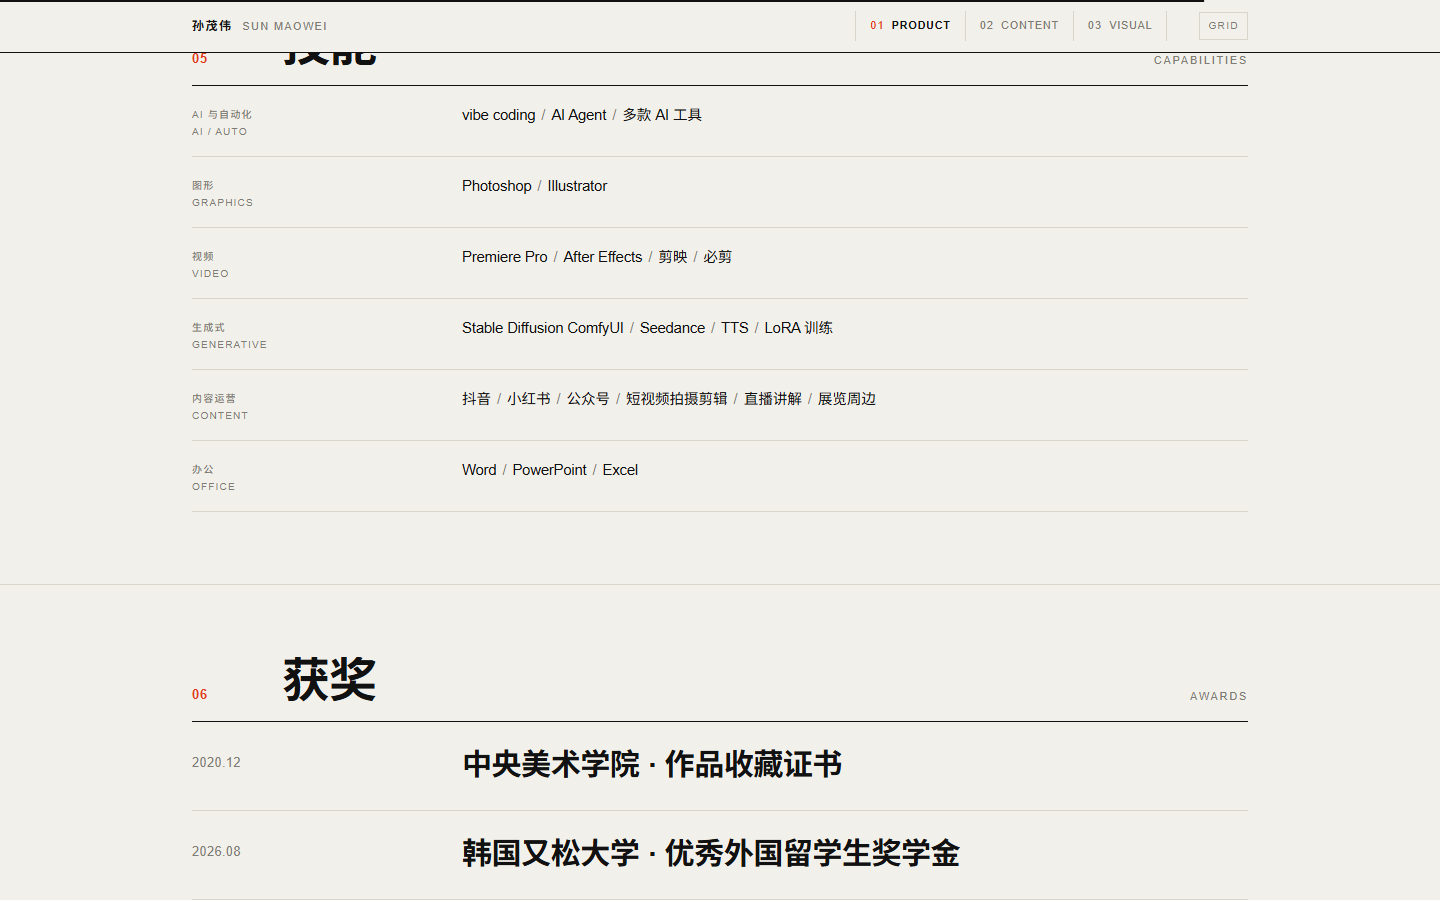 孙茂伟 SUN MAOWEI 01 PRODUCT 02 CONTENT 03 VISUAL GRID
05 技能 CAPABILITIES
AI 与自动化 vibe coding / AI Agent / 多款 AI 工具
AI / AUTO
图形 Photoshop / Illustrator
GRAPHICS
视频 Premiere Pro / After Effects / 剪映 / 必剪
VIDEO
生成式 Stable Diffusion ComfyUI / Seedance / TTS / LoRA 训练
GENERATIVE
内容运营 抖音 / 小红书 / 公众号 / 短视频拍摄剪辑 / 直播讲解 / 展览周边
CONTENT
办公 Word / PowerPoint / Excel
OFFICE
06 获奖 AWARDS
2020.12 中央美术学院 · 作品收藏证书
2026.08 韩国又松大学 · 优秀外国留学生奖学金